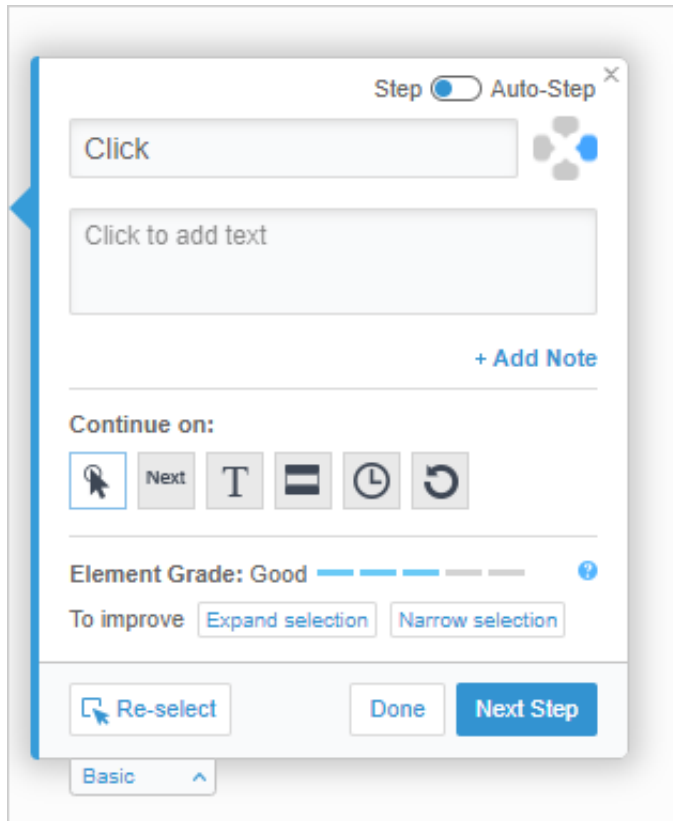 Step Auto-Step ×
Click
Click to add text
+ Add Note
Continue on:
Next T
Element Grade: Good ?
To improve Expand selection Narrow selection
Re-select Done Next Step
Basic